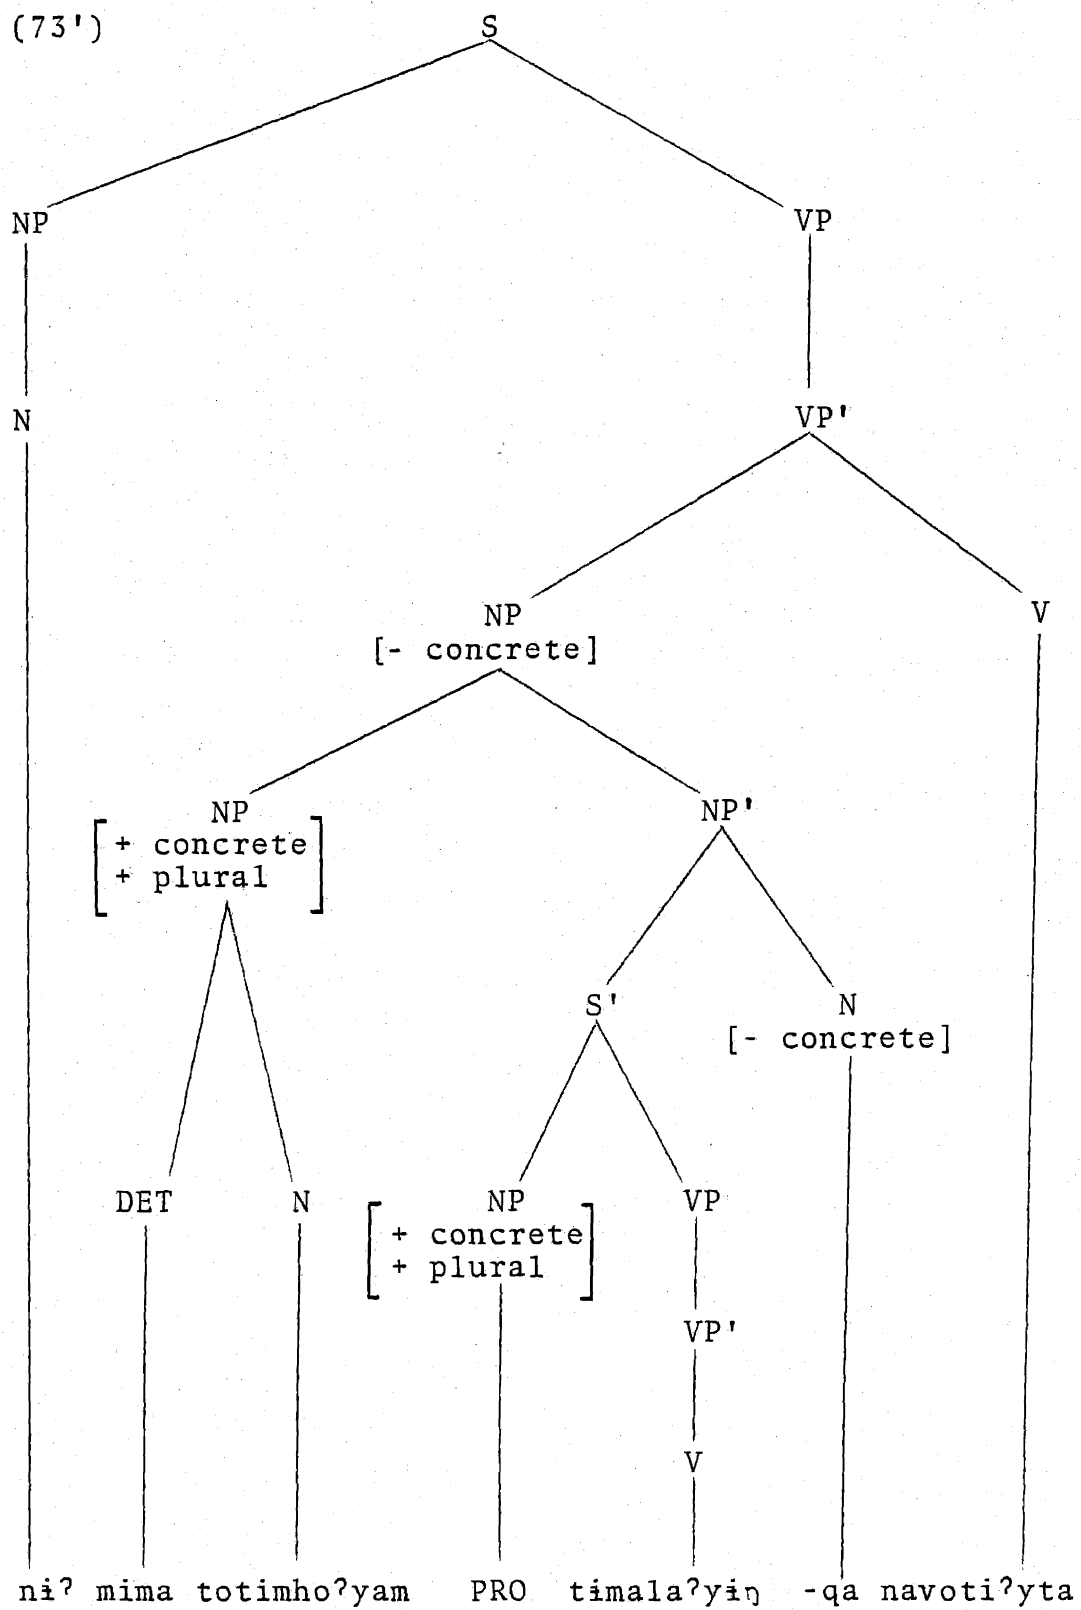 (73')
S
NP VP
N VP'
NP V
[- concrete]
NP NP'
[+ concrete
+ plural]
S' N
[- concrete]
DET N NP VP
[+ concrete
+ plural]
VP'
V
nɨʔ mima totimhoʔyam PRO tɨmalaʔyɨŋ -qa navotiʔyta